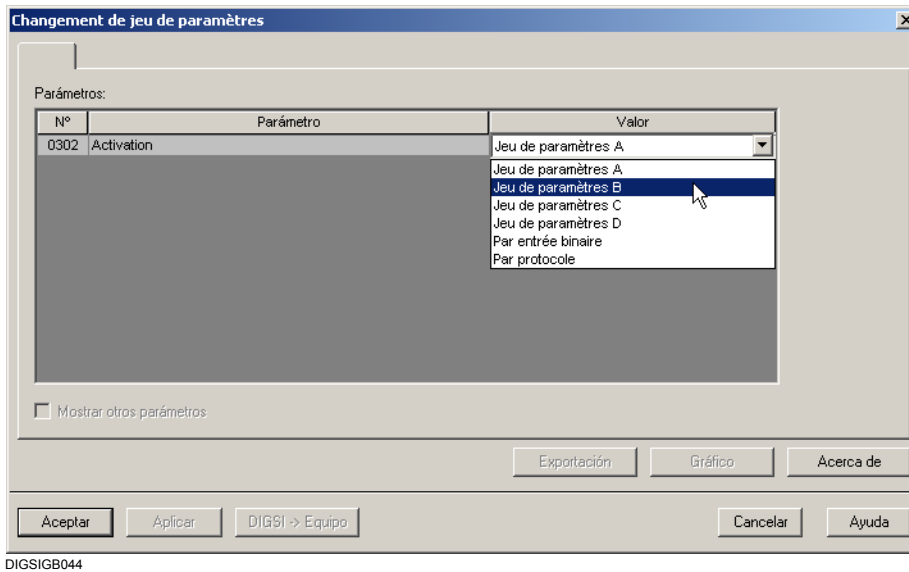 Changement de jeu de paramètres
Parámetros:
Nº Parámetro Valor
0302 Activation Jeu de paramètres A
Jeu de paramètres A
Jeu de paramètres B
Jeu de paramètres C
Jeu de paramètres D
Par entrée binaire
Par protocole
Mostrar otros parámetros
Exportación Gráfico Acerca de
Aceptar Aplicar DIGSI -> Equipo Cancelar Ayuda
DIGSIGB044